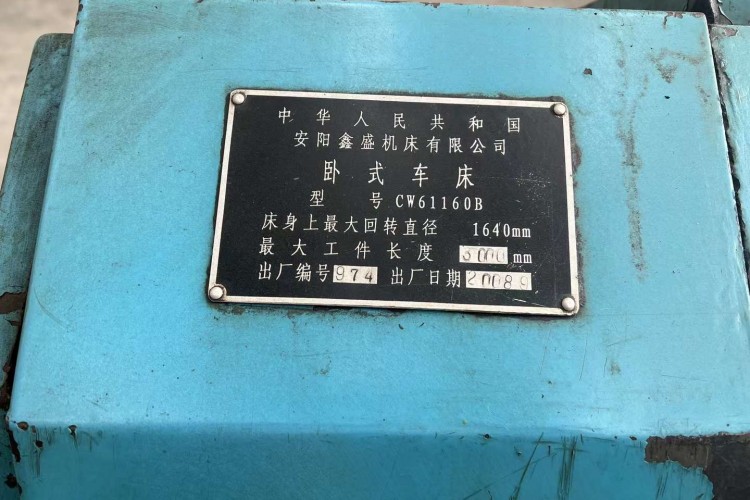 中华人民共和国
安阳鑫盛机床有限公司
卧式车床
型 号 CW61160B
床身上最大回转直径 1640mm
最大工件长度 3000 mm
出厂编号 974 出厂日期 20089